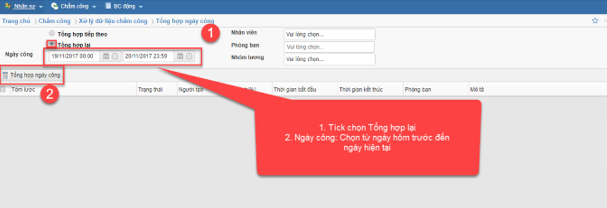 Nhân sự Chấm công BC động
Trang chủ Chấm công Xử lý dữ liệu chấm công Tổng hợp ngày công
Tổng hợp tiếp theo 1 Nhân viên Vui lòng chọn...
Tổng hợp lại Phòng ban Vui lòng chọn...
Ngày công 19/11/2017 00:00 20/11/2017 23:59 Nhóm lương Vui lòng chọn...
Tổng hợp ngày công
2
Tóm lược Trạng thái Người tạo Thời gian bắt đầu Thời gian kết thúc Phòng ban Mô tả
1. Tick chọn Tổng hợp lại
2. Ngày công: Chọn từ ngày hôm trước đến
ngày hiện tại